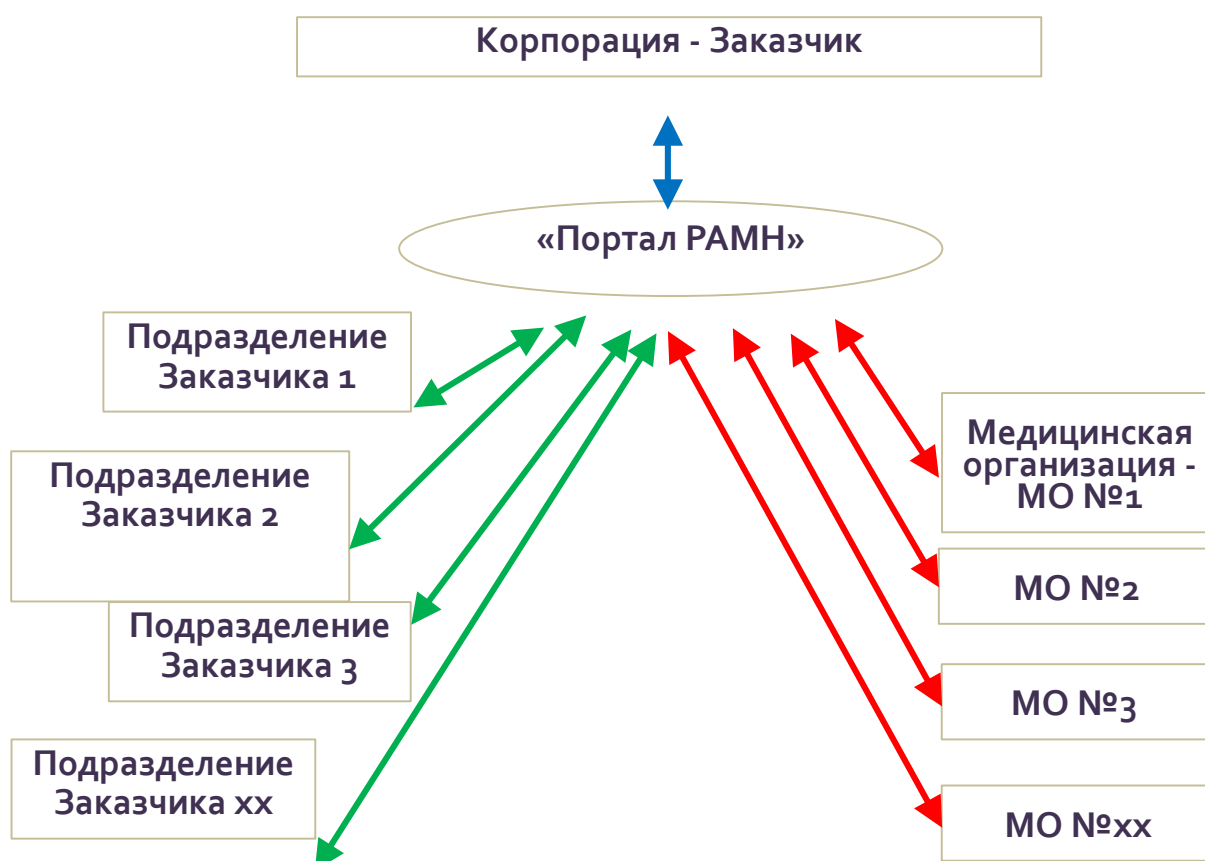 Корпорация - Заказчик
«Портал РАМН»
Подразделение
Заказчика 1
Подразделение
Заказчика 2
Подразделение
Заказчика 3
Подразделение
Заказчика хх
Медицинская
организация -
МО №1
МО №2
МО №3
МО №хх